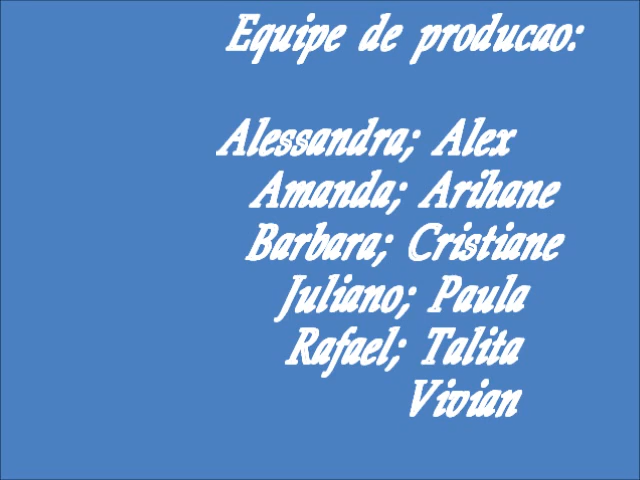 Equipe de producao:
Alessandra; Alex
Amanda; Arihane
Barbara; Cristiane
Juliano; Paula
Rafael; Talita
Vivian